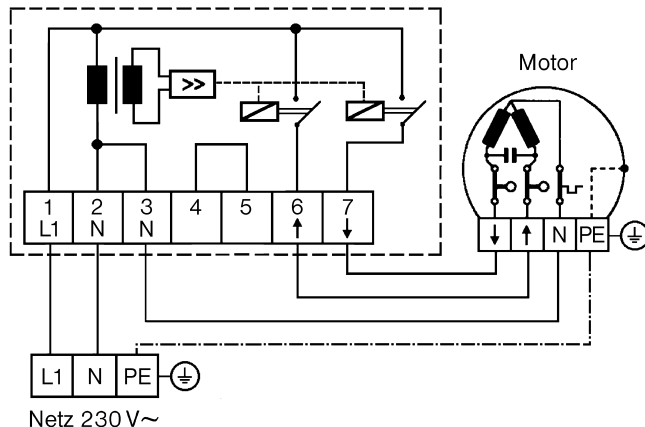 Motor
>>
1 2 3 4 5 6 7
L1 N N ↑ ↓
↓ ↑ N PE
L1 N PE
Netz 230 V~